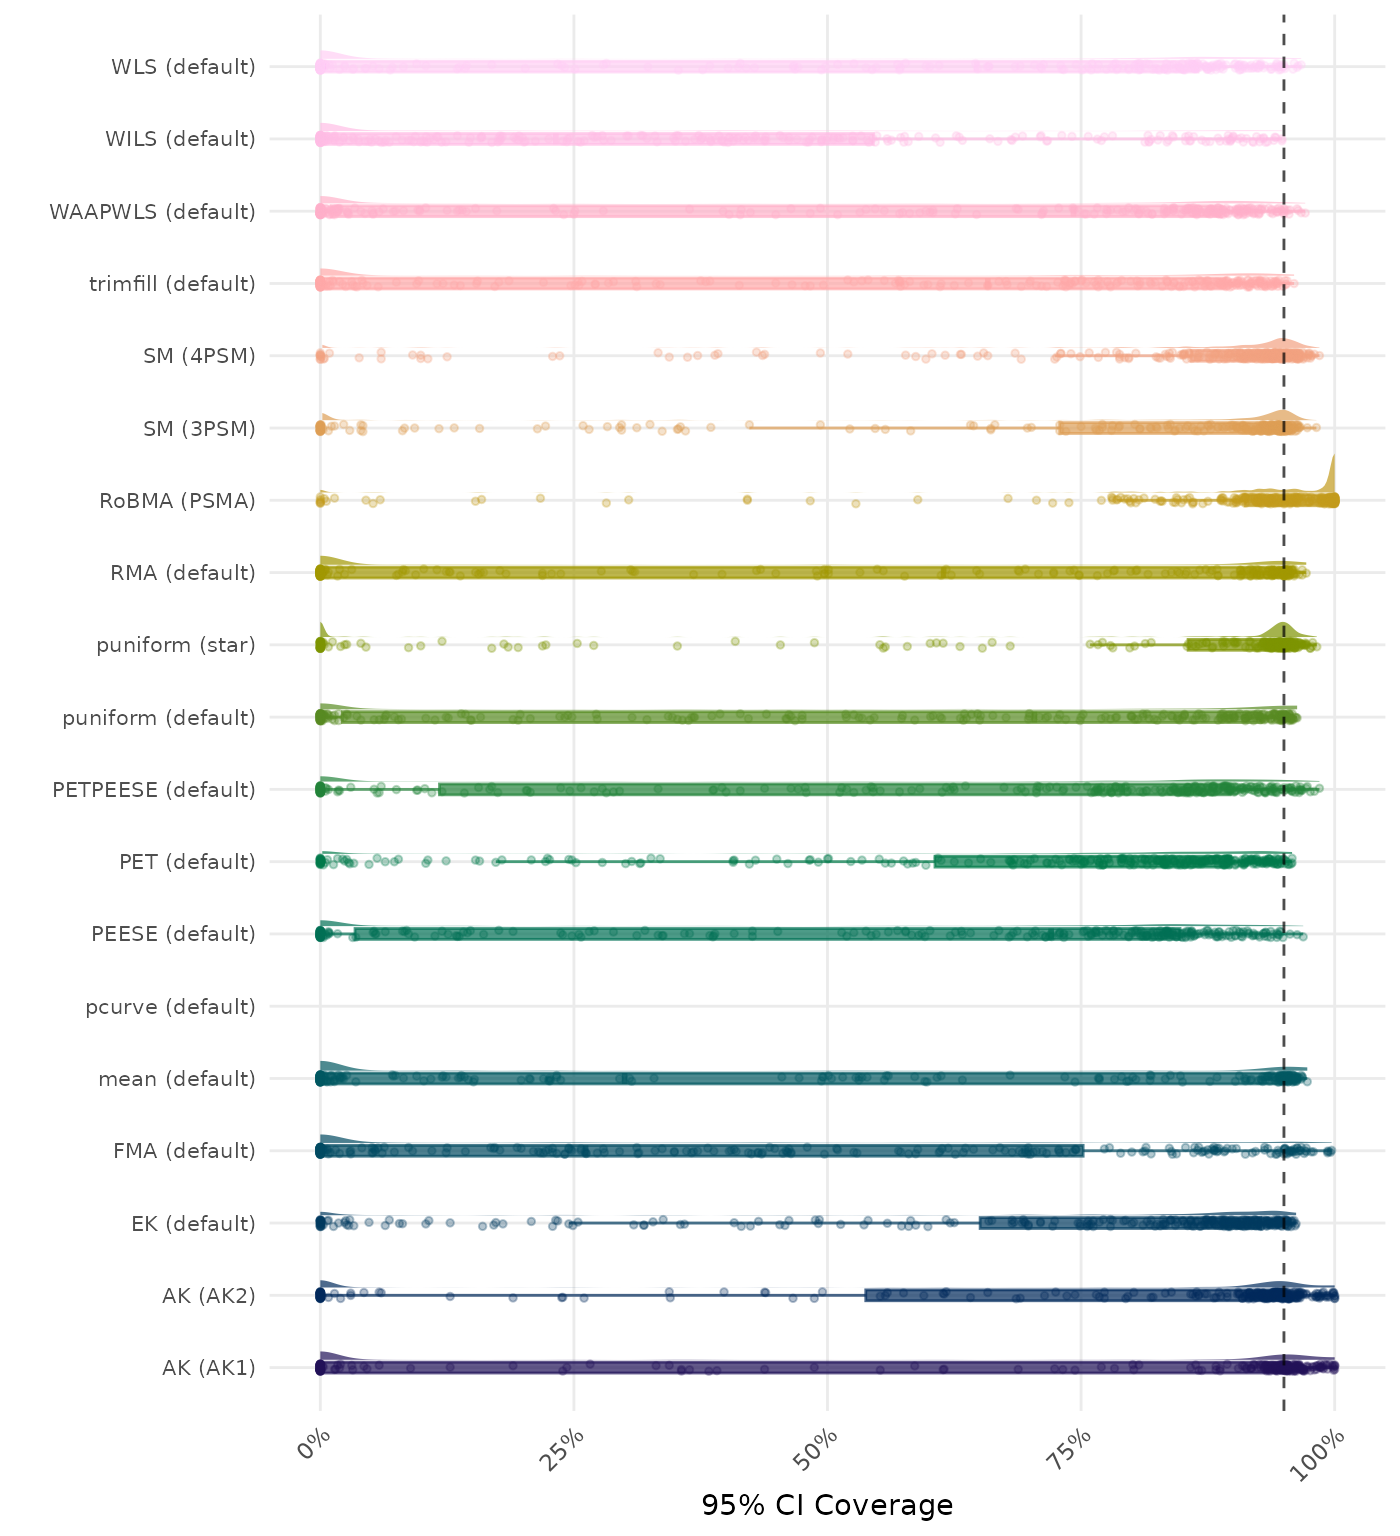 WLS (default)
WILS (default)
WAAPWLS (default)
trimfill (default)
SM (4PSM)
SM (3PSM)
RoBMA (PSMA)
RMA (default)
puniform (star)
puniform (default)
PETPEESE (default)
PET (default)
PEESE (default)
pcurve (default)
mean (default)
FMA (default)
EK (default)
AK (AK2)
AK (AK1)
0% 25% 50% 75% 100%
95% CI Coverage